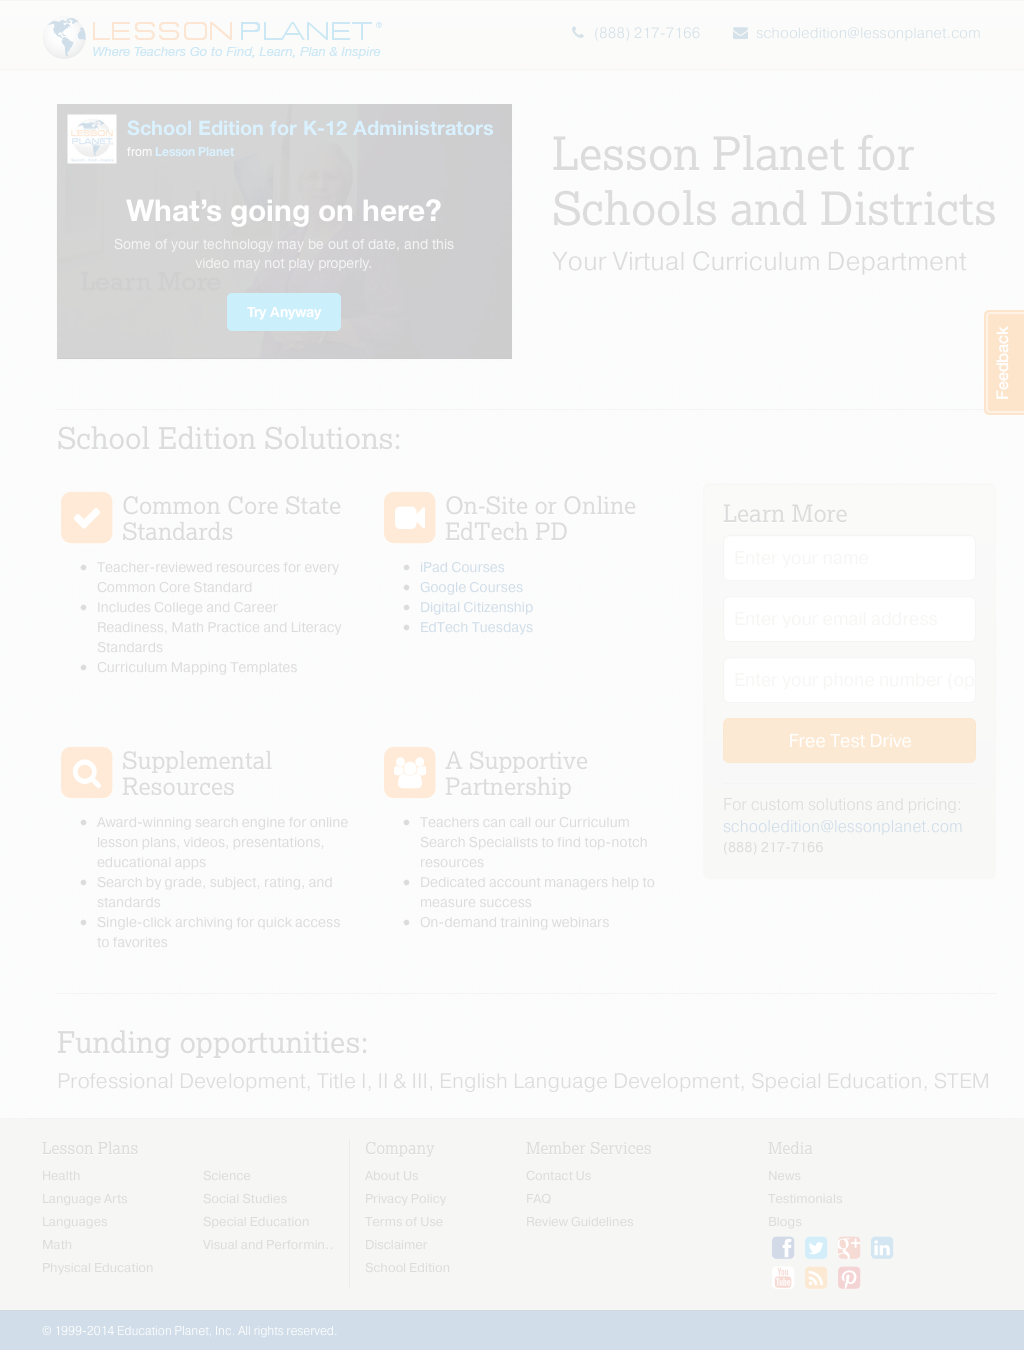 LESSON PLANET®
Where Teachers Go to Find, Learn, Plan & Inspire
(888) 217-7166
schooledition@lessonplanet.com
LESSON
PLANET
School Edition for K-12 Administrators
from Lesson Planet
What's going on here?
Some of your technology may be out of date, and this
video may not play properly.
Learn More
Try Anyway
Lesson Planet for
Schools and Districts
Your Virtual Curriculum Department
Feedback
School Edition Solutions:
Common Core State
Standards
Teacher-reviewed resources for every
Common Core Standard
Includes College and Career
Readiness, Math Practice and Literacy
Standards
Curriculum Mapping Templates
On-Site or Online
EdTech PD
iPad Courses
Google Courses
Digital Citizenship
EdTech Tuesdays
Learn More
Enter your name
Enter your email address
Enter your phone number (op
Free Test Drive
For custom solutions and pricing:
schooledition@lessonplanet.com
(888) 217-7166
Supplemental
Resources
Award-winning search engine for online
lesson plans, videos, presentations,
educational apps
Search by grade, subject, rating, and
standards
Single-click archiving for quick access
to favorites
A Supportive
Partnership
Teachers can call our Curriculum
Search Specialists to find top-notch
resources
Dedicated account managers help to
measure success
On-demand training webinars
Funding opportunities:
Professional Development, Title I, II & III, English Language Development, Special Education, STEM
Lesson Plans
Health
Language Arts
Languages
Math
Physical Education
Science
Social Studies
Special Education
Visual and Performin...
Company
About Us
Privacy Policy
Terms of Use
Disclaimer
School Edition
Member Services
Contact Us
FAQ
Review Guidelines
Media
News
Testimonials
Blogs
You
Tube
© 1999-2014 Education Planet, Inc. All rights reserved.